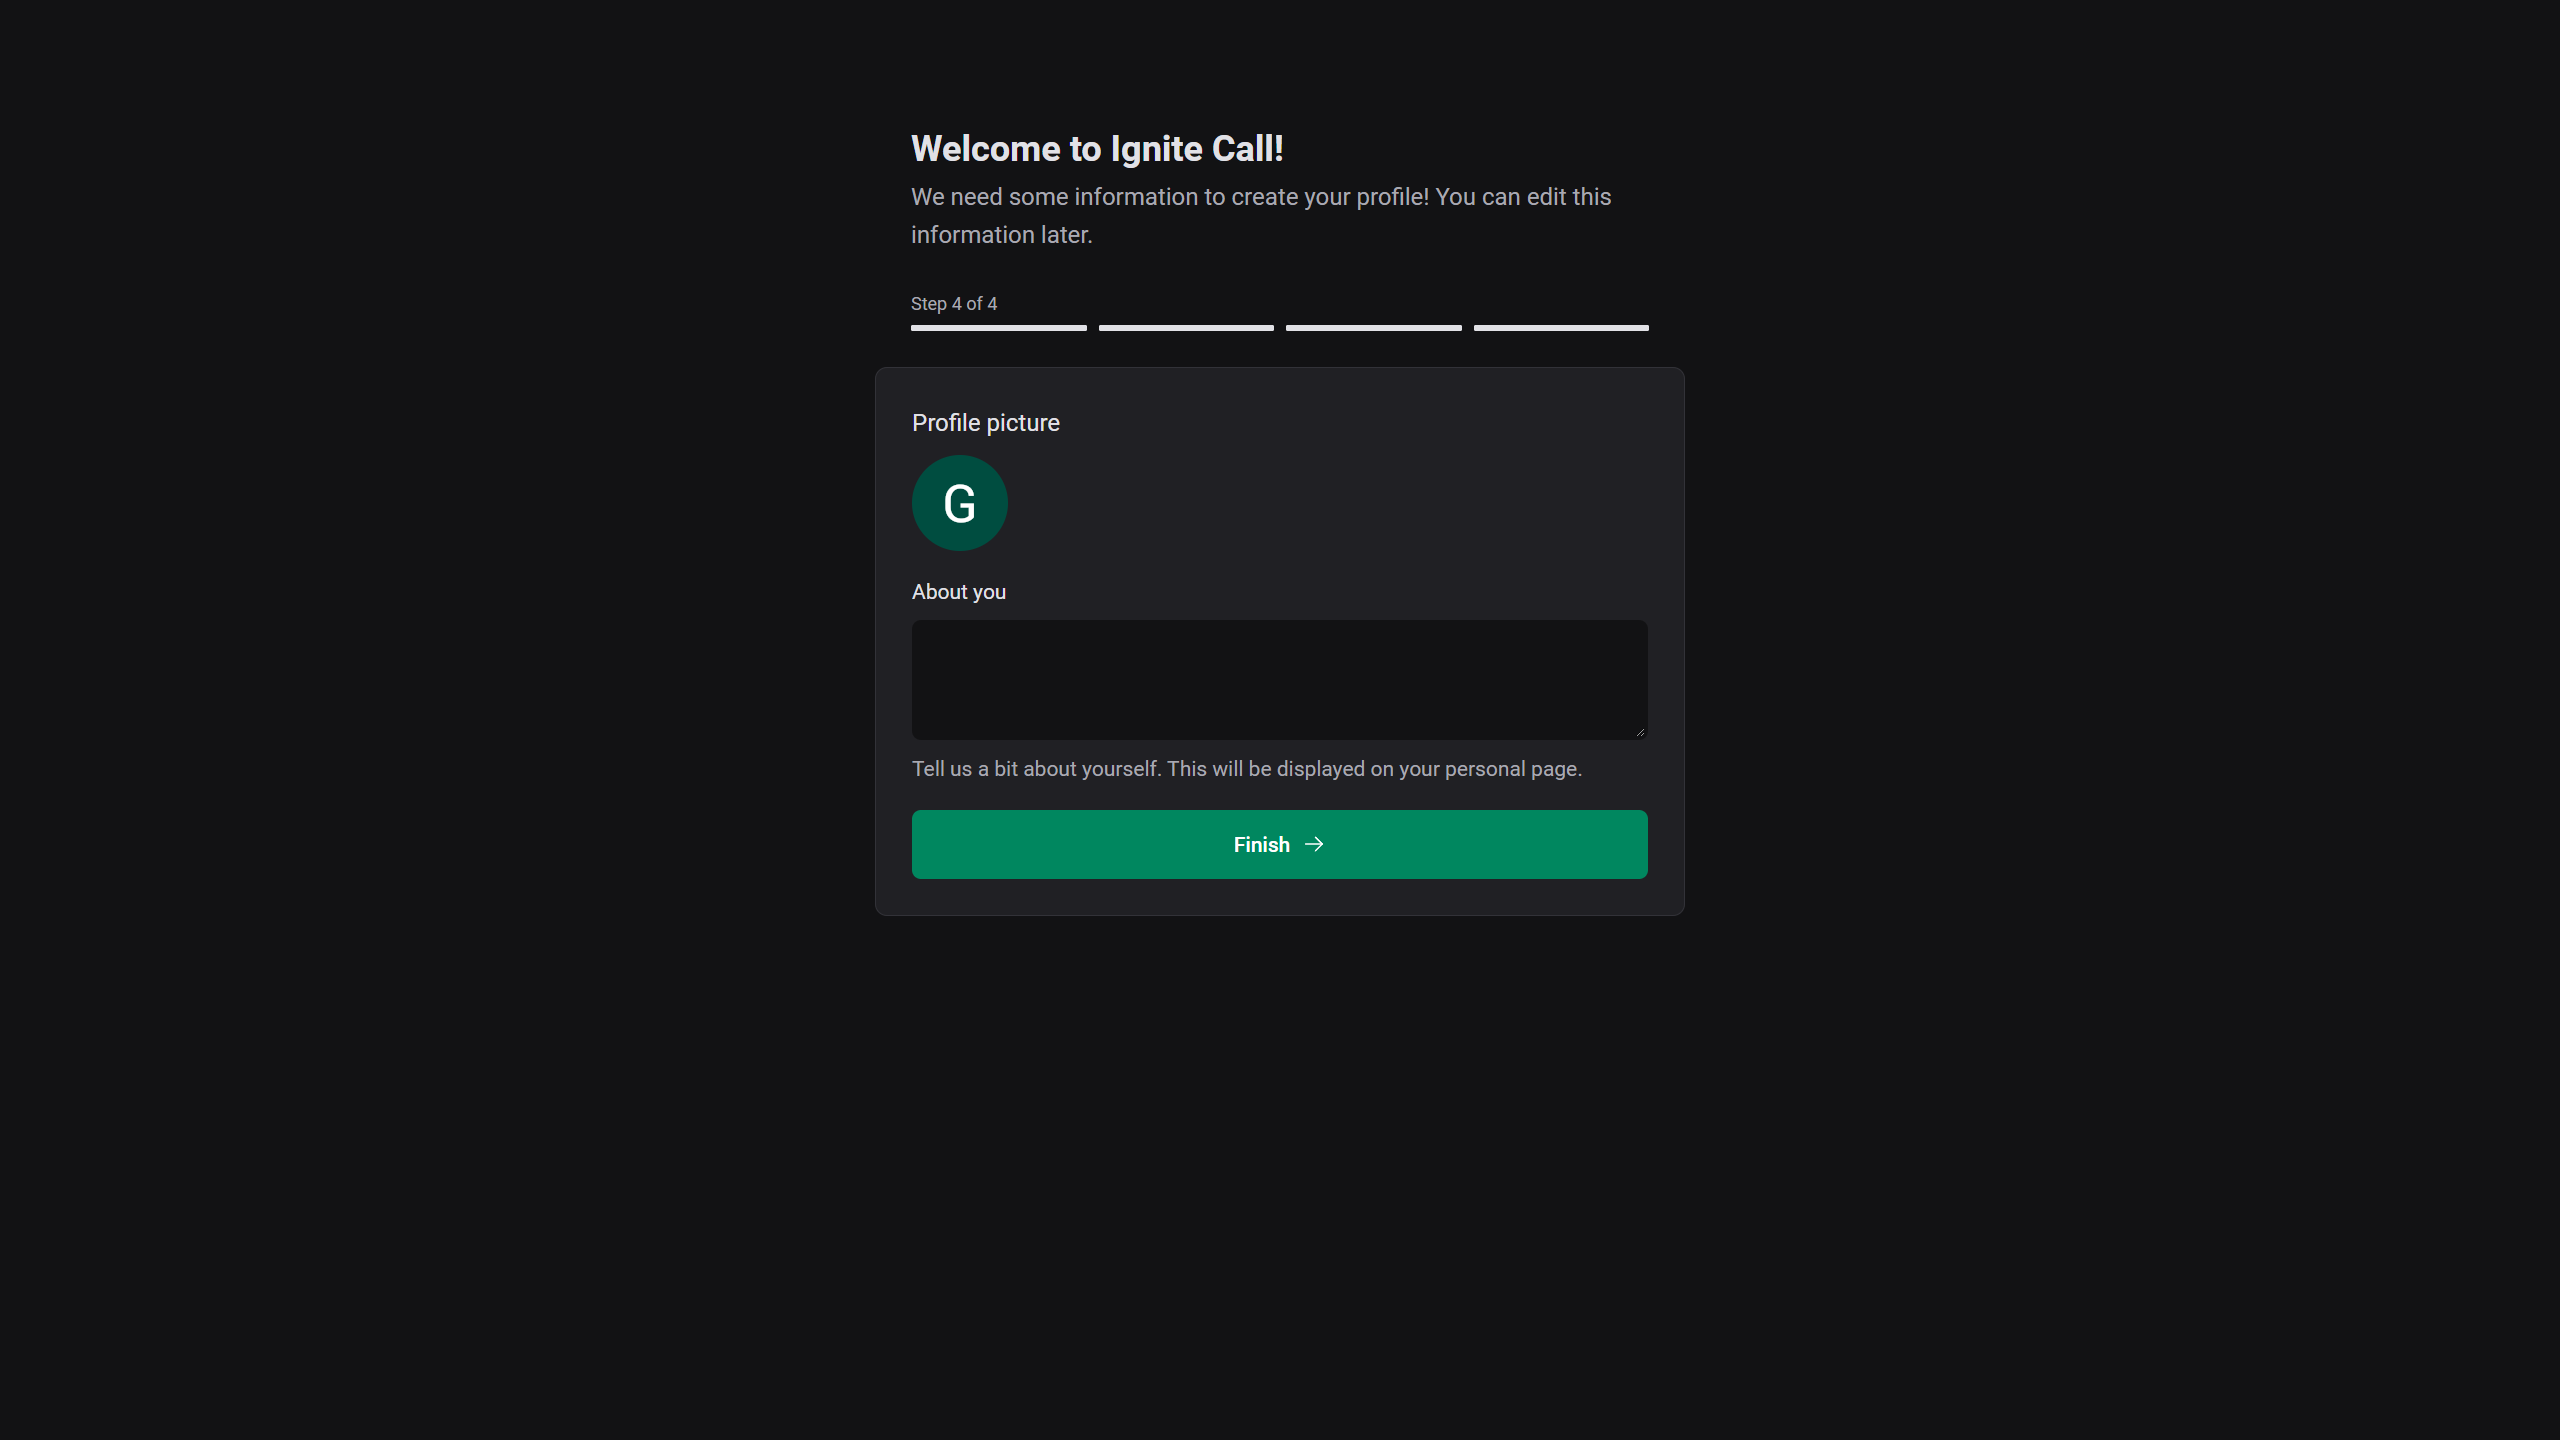 Welcome to Ignite Call!
We need some information to create your profile! You can edit this
information later.
Step 4 of 4
Profile picture
G
About you
Tell us a bit about yourself. This will be displayed on your personal page.
Finish